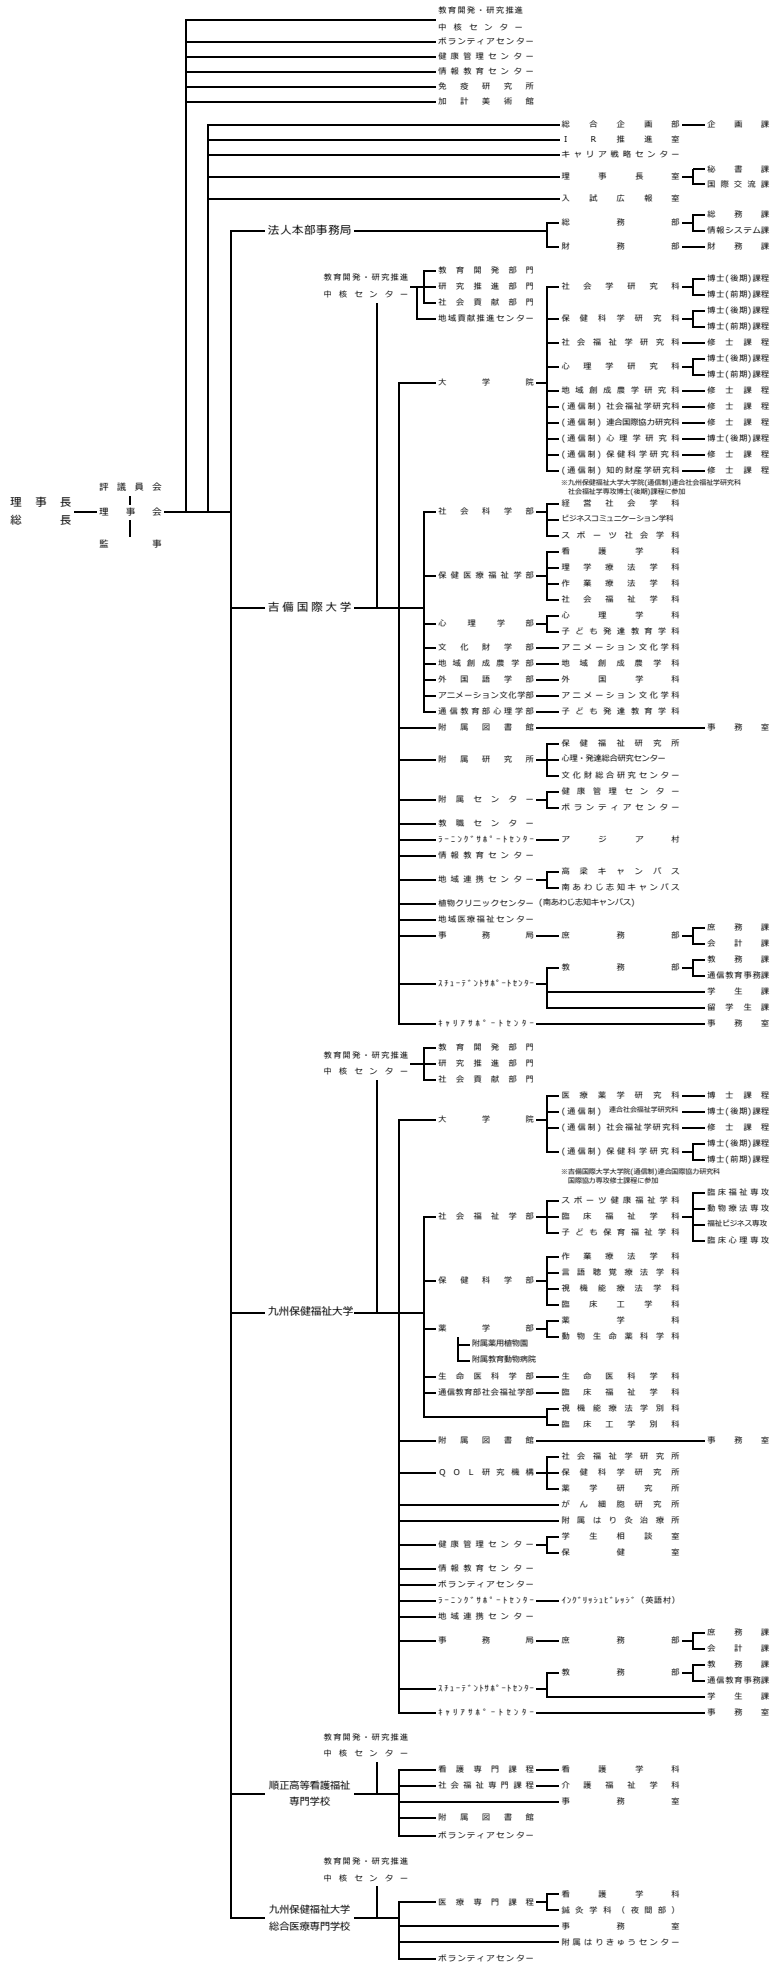 教育開発・研究推進
中核センター
ボランティアセンター
健康管理センター
情報教育センター
免疫研究所
加計美術館
総合企画部 企画課
IR推進室
キャリア戦略センター
秘書課
理事長室
国際交流課
入試広報室
総務課
総務部
法人本部事務局
情報システム課
財務部 財務課
教育開発・研究推進
中核センター
教育開発部門
研究推進部門
社会貢献部門
地域貢献推進センター
大学院
社会学研究科
博士(後期)課程
博士(前期)課程
保健科学研究科
博士(後期)課程
博士(前期)課程
社会福祉学研究科 修士課程
心理学研究科
博士(後期)課程
博士(前期)課程
地域創成農学研究科 修士課程
(通信制) 社会福祉学研究科 修士課程
(通信制) 連合国際協力研究科 修士課程
(通信制) 心理学研究科 博士(後期)課程
(通信制) 保健科学研究科 修士課程
(通信制) 知的財産学研究科 修士課程
※九州保健福祉大学大学院(通信制)連合社会福祉学研究科
社会福祉学専攻博士(後期)課程に参加
評議員会
理事長
総長
理事会
監事
吉備国際大学
社会科学部
経営社会学科
ビジネスコミュニケーション学科
スポーツ社会学科
保健医療福祉学部
看護学科
理学療法学科
作業療法学科
社会福祉学科
心理学部
心理学科
子ども発達教育学科
文化財学部 アニメーション文化学科
地域創成農学部 地域創成農学科
外国語学部 外国学科
アニメーション文化学部 アニメーション文化学科
通信教育部心理学部 子ども発達教育学科
附属図書館 事務室
附属研究所
保健福祉研究所
心理・発達総合研究センター
文化財総合研究センター
附属センター
健康管理センター
ボランティアセンター
教職センター
ラーニングサポートセンター アジア村
情報教育センター
地域連携センター
高梁キャンパス
南あわじ志知キャンパス
植物クリニックセンター (南あわじ志知キャンパス)
地域医療福祉センター
事務局 庶務部
庶務課
会計課
スチューデントサポートセンター
教務部
教務課
通信教育事務課
学生課
留学生課
キャリアサポートセンター 事務室
教育開発・研究推進
中核センター
教育開発部門
研究推進部門
社会貢献部門
大学院
医療薬学研究科 博士課程
(通信制) 連合社会福祉学研究科 博士(後期)課程
(通信制) 社会福祉学研究科 修士課程
(通信制) 保健科学研究科
博士(後期)課程
博士(前期)課程
※吉備国際大学大学院(通信制)連合国際協力研究科
国際協力専攻修士課程に参加
九州保健福祉大学
社会福祉学部
スポーツ健康福祉学科
臨床福祉学科
子ども保育福祉学科
臨床福祉専攻
動物療法専攻
福祉ビジネス専攻
臨床心理専攻
保健科学部
作業療法学科
言語聴覚療法学科
視機能療法学科
臨床工学科
薬学部
薬学科
動物生命薬科学科
附属薬用植物園
附属教育動物病院
生命医科学部 生命医科学科
通信教育部社会福祉学部 臨床福祉学科
視機能療法学別科
臨床工学別科
附属図書館 事務室
QOL研究機構
社会福祉学研究所
保健科学研究所
薬学研究所
がん細胞研究所
附属はり灸治療所
健康管理センター
学生相談室
保健室
情報教育センター
ボランティアセンター
ラーニングサポートセンター イングリッシュビレッジ(英語村)
地域連携センター
事務局 庶務部
庶務課
会計課
スチューデントサポートセンター
教務部
教務課
通信教育事務課
学生課
キャリアサポートセンター 事務室
教育開発・研究推進
中核センター
順正高等看護福祉
専門学校
看護専門課程 看護学科
社会福祉専門課程 介護福祉学科
事務室
附属図書館
ボランティアセンター
教育開発・研究推進
中核センター
九州保健福祉大学
総合医療専門学校
医療専門課程
看護学科
鍼灸学科(夜間部)
事務室
附属はりきゅうセンター
ボランティアセンター